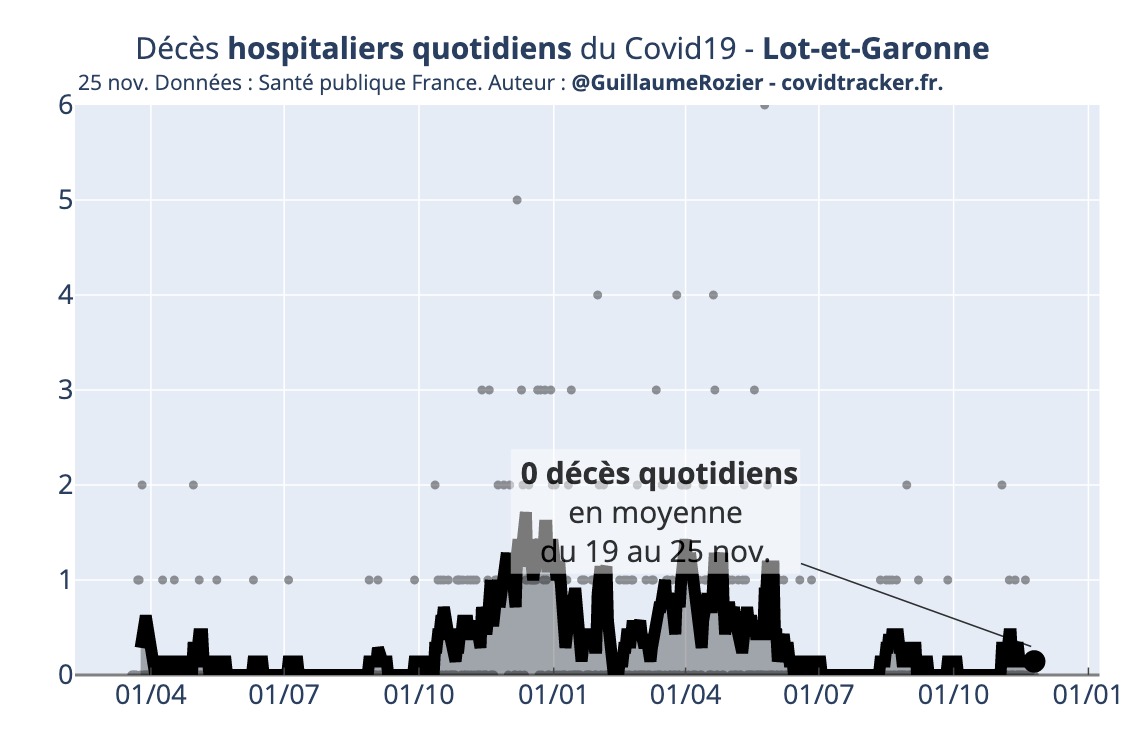 Décès hospitaliers quotidiens du Covid19 - Lot-et-Garonne
25 nov. Données : Santé publique France. Auteur : @GuillaumeRozier - covidtracker.fr.
6
5
4
3
2
1
0
0 décès quotidiens
en moyenne
du 19 au 25 nov.
01/04 01/07 01/10 01/01 01/04 01/07 01/10 01/01